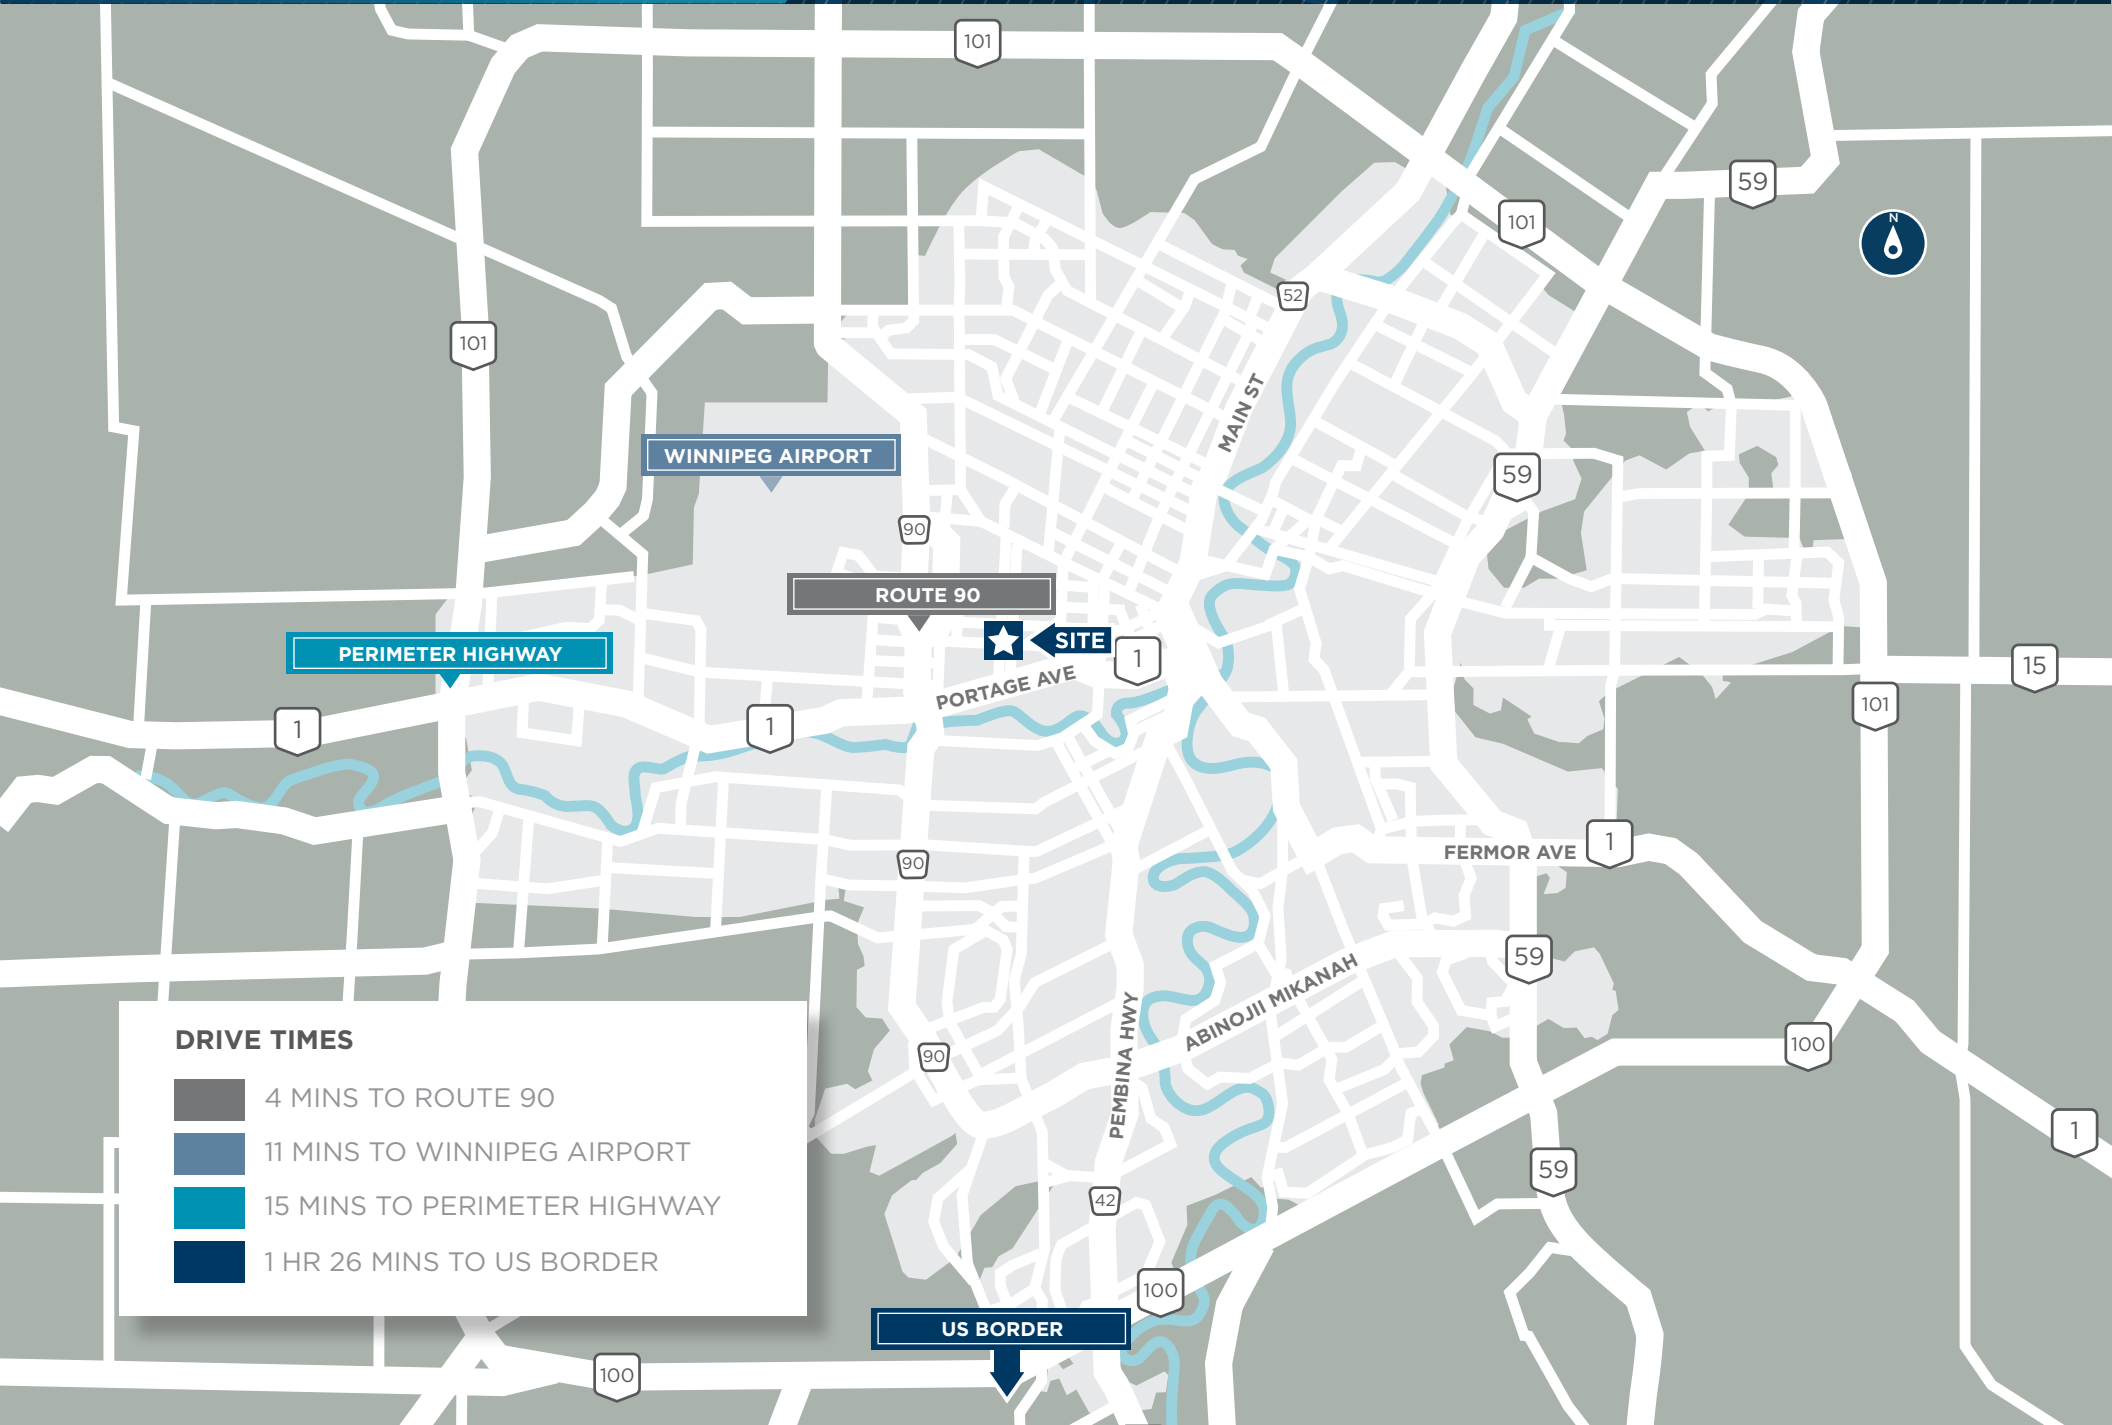 101
59
N
101
52
101
MAIN ST
WINNIPEG AIRPORT
59
90
ROUTE 90
SITE
PERIMETER HIGHWAY
1
15
PORTAGE AVE
101
1
1
FERMOR AVE
1
90
59
ABINOJII MIKANAH
PEMBINA HWY
90
100
DRIVE TIMES
4 MINS TO ROUTE 90
11 MINS TO WINNIPEG AIRPORT
15 MINS TO PERIMETER HIGHWAY
1 HR 26 MINS TO US BORDER
1
59
42
100
US BORDER
100